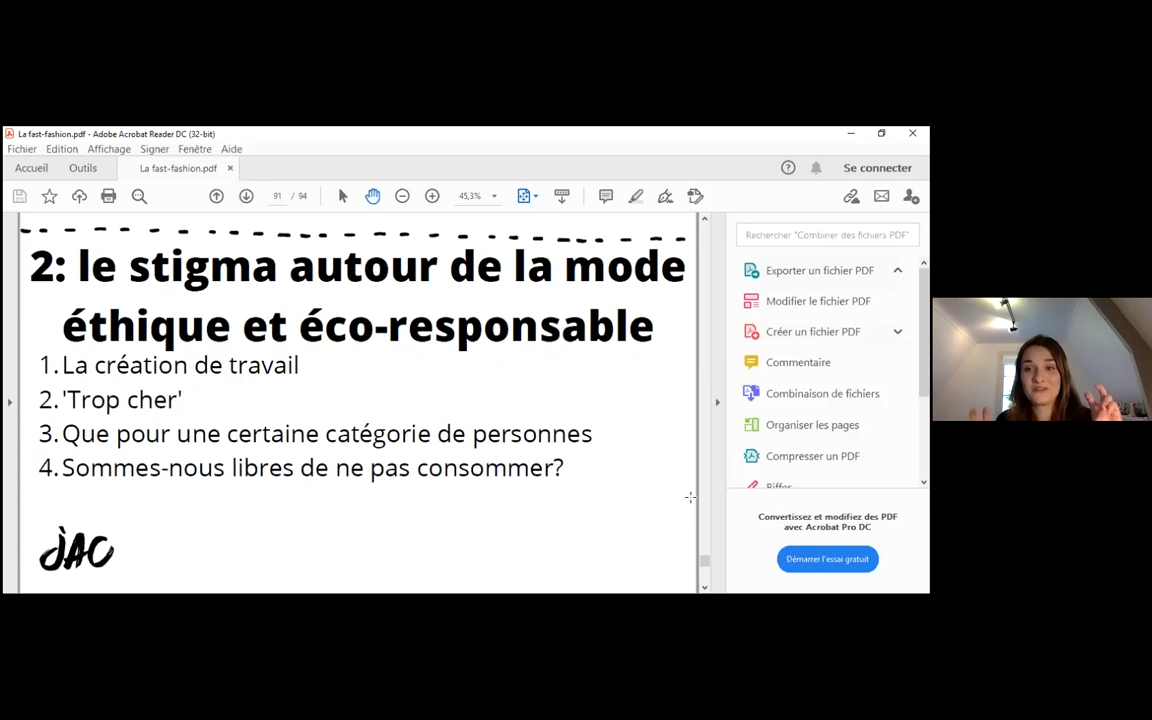 La fast-fashion.pdf - Adobe Acrobat Reader DC (32-bit)
Fichier Edition Affichage Signer Fenêtre Aide
Accueil Outils La fast-fashion.pdf × Se connecter
91 / 94 45,3%
2: le stigma autour de la mode
éthique et éco-responsable
1. La création de travail
2. 'Trop cher'
3. Que pour une certaine catégorie de personnes
4. Sommes-nous libres de ne pas consommer?
JAC
Rechercher "Combiner des fichiers PDF"
Exporter un fichier PDF
Modifier le fichier PDF
Créer un fichier PDF
Commentaire
Combinaison de fichiers
Organiser les pages
Compresser un PDF
Biffer
Convertissez et modifiez des PDF
avec Acrobat Pro DC
Démarrer l'essai gratuit